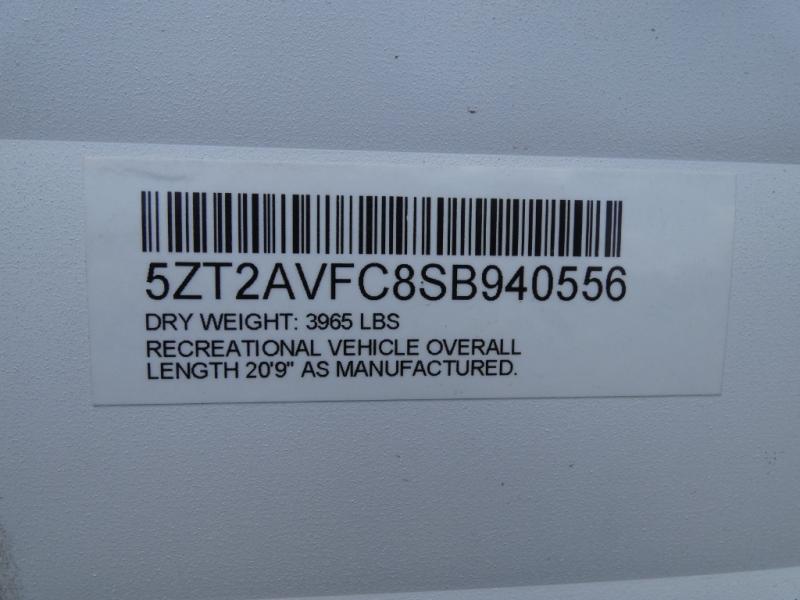 5ZT2AVFC8SB940556
DRY WEIGHT: 3965 LBS
RECREATIONAL VEHICLE OVERALL
LENGTH 20'9" AS MANUFACTURED.